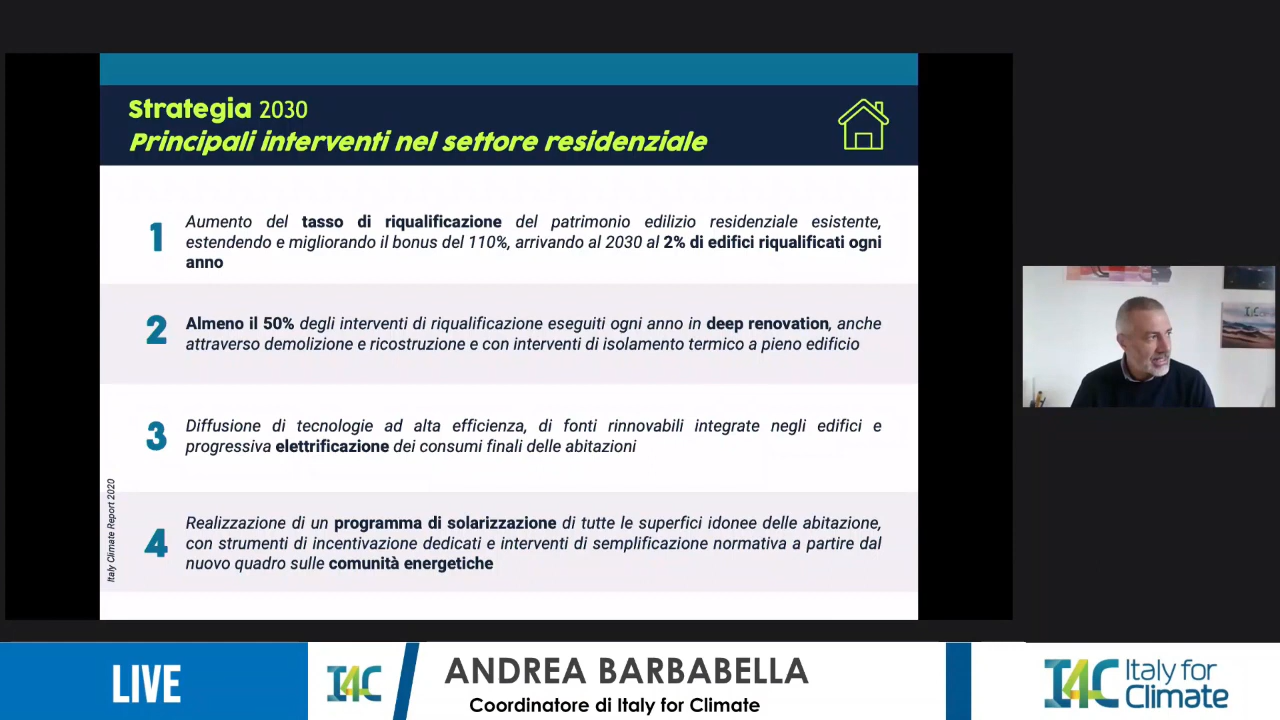 Strategia 2030
Principali interventi nel settore residenziale
1
Aumento del tasso di riqualificazione del patrimonio edilizio residenziale esistente,
estendendo e migliorando il bonus del 110%, arrivando al 2030 al 2% di edifici riqualificati ogni
anno
2
Almeno il 50% degli interventi di riqualificazione eseguiti ogni anno in deep renovation, anche
attraverso demolizione e ricostruzione e con interventi di isolamento termico a pieno edificio
3
Diffusione di tecnologie ad alta efficienza, di fonti rinnovabili integrate negli edifici e
progressiva elettrificazione dei consumi finali delle abitazioni
4
Realizzazione di un programma di solarizzazione di tutte le superfici idonee delle abitazione,
con strumenti di incentivazione dedicati e interventi di semplificazione normativa a partire dal
nuovo quadro sulle comunità energetiche
Italy Climate Report 2020
LIVE
I4C
ANDREA BARBABELLA
Coordinatore di Italy for Climate
I4C
Italy for
Climate